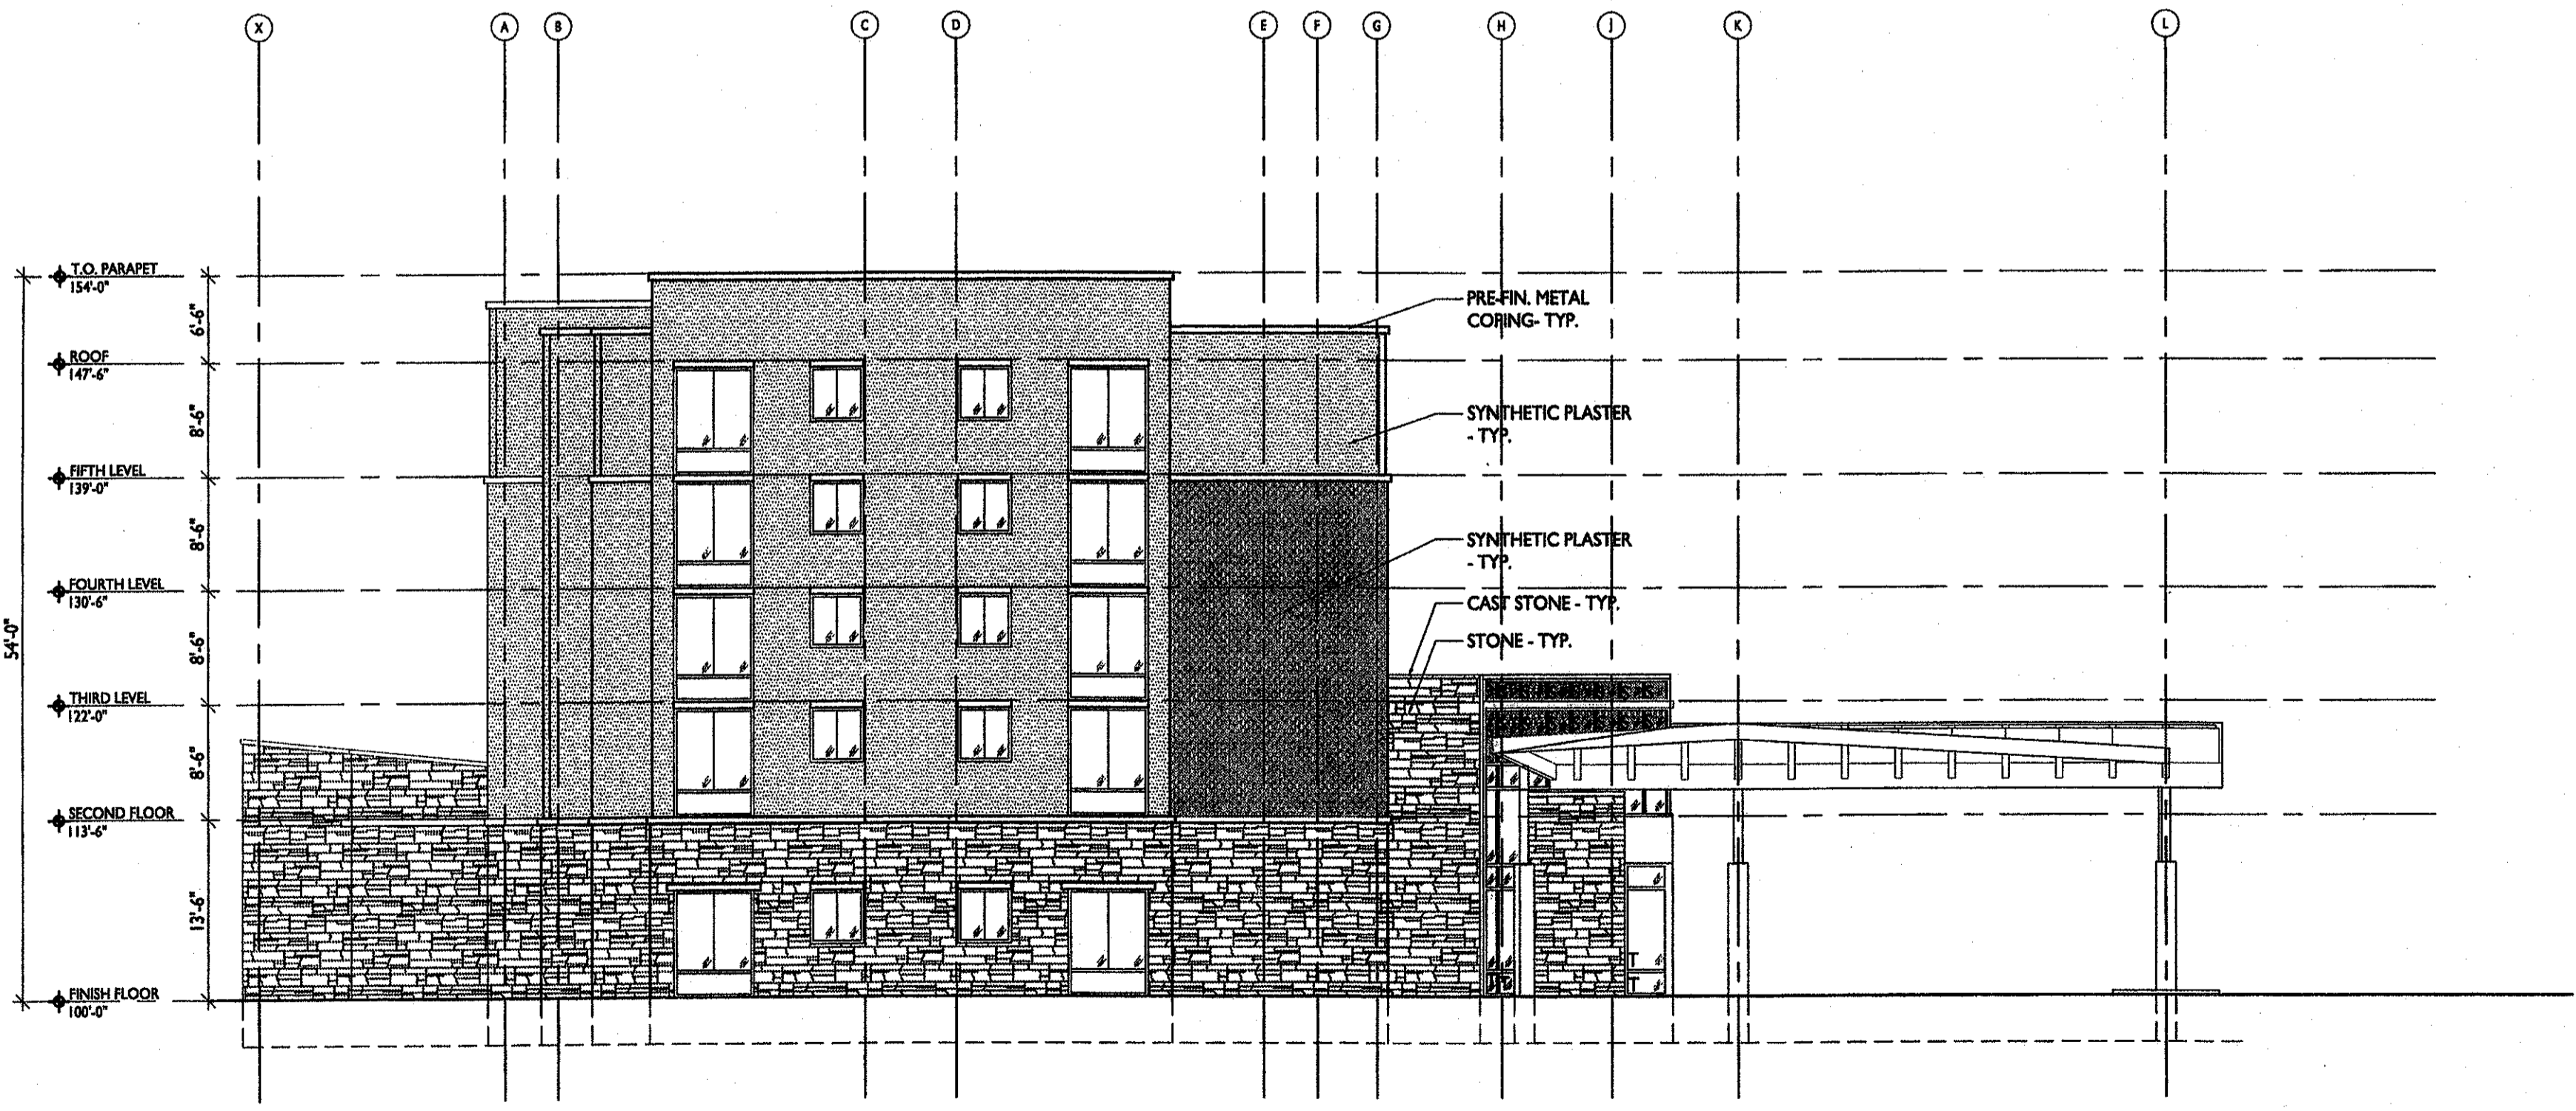 X A B C D E F G H J K L
T.O. PARAPET
154'-0"
6'-6"
PRE-FIN. METAL
COPING- TYP.
ROOF
147'-6"
8'-6"
SYNTHETIC PLASTER
- TYP.
FIFTH LEVEL
139'-0"
8'-6"
SYNTHETIC PLASTER
- TYP.
FOURTH LEVEL
130'-6"
CAST STONE - TYP.
STONE - TYP.
54'-0"
8'-6"
THIRD LEVEL
122'-0"
8'-6"
SECOND FLOOR
113'-6"
13'-6"
FINISH FLOOR
100'-0"